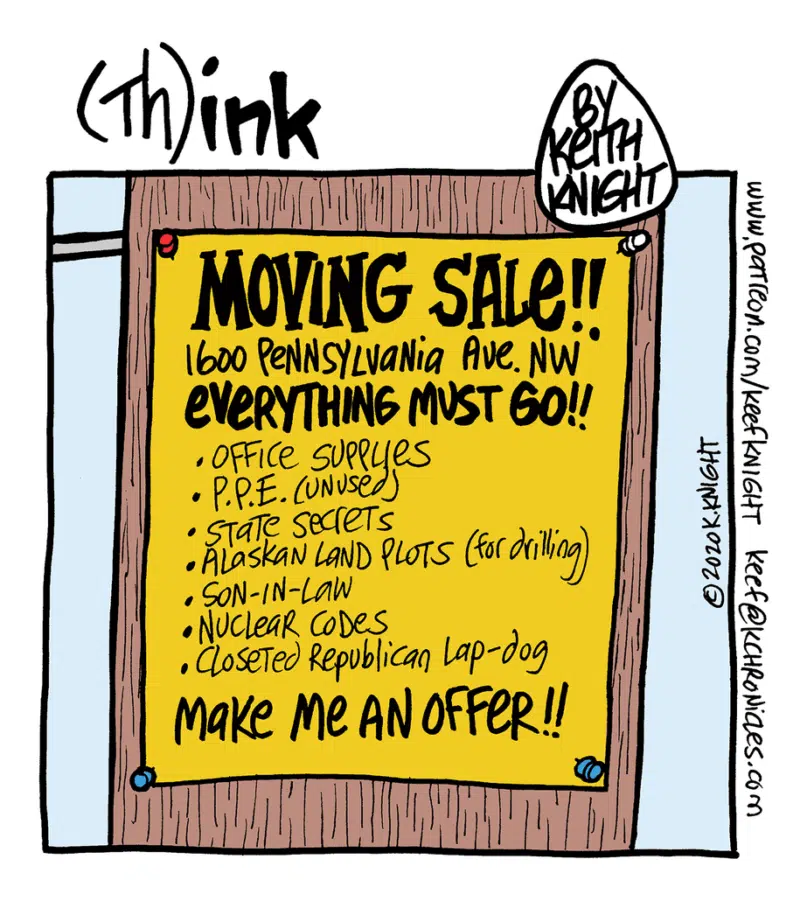 (Th)ink
BY
KEITH
KNIGHT
MOVING SALE!!
1600 PENNSYLVANIA AVE. NW
EVERYTHING MUST GO!!
• OFFICE SUPPLYES
• P.P.E. (UNUSED)
• STATE SECRETS
• ALASKAN LAND PLOTS (for drilling)
• SON-IN-LAW
• NUCLEAR CODES
• CLOSETED REPUBLICAN LAP-DOG
MAKE ME AN OFFER!!
©2020 K.KNIGHT
www.patreon.com/keefknight keef@kchronicles.com